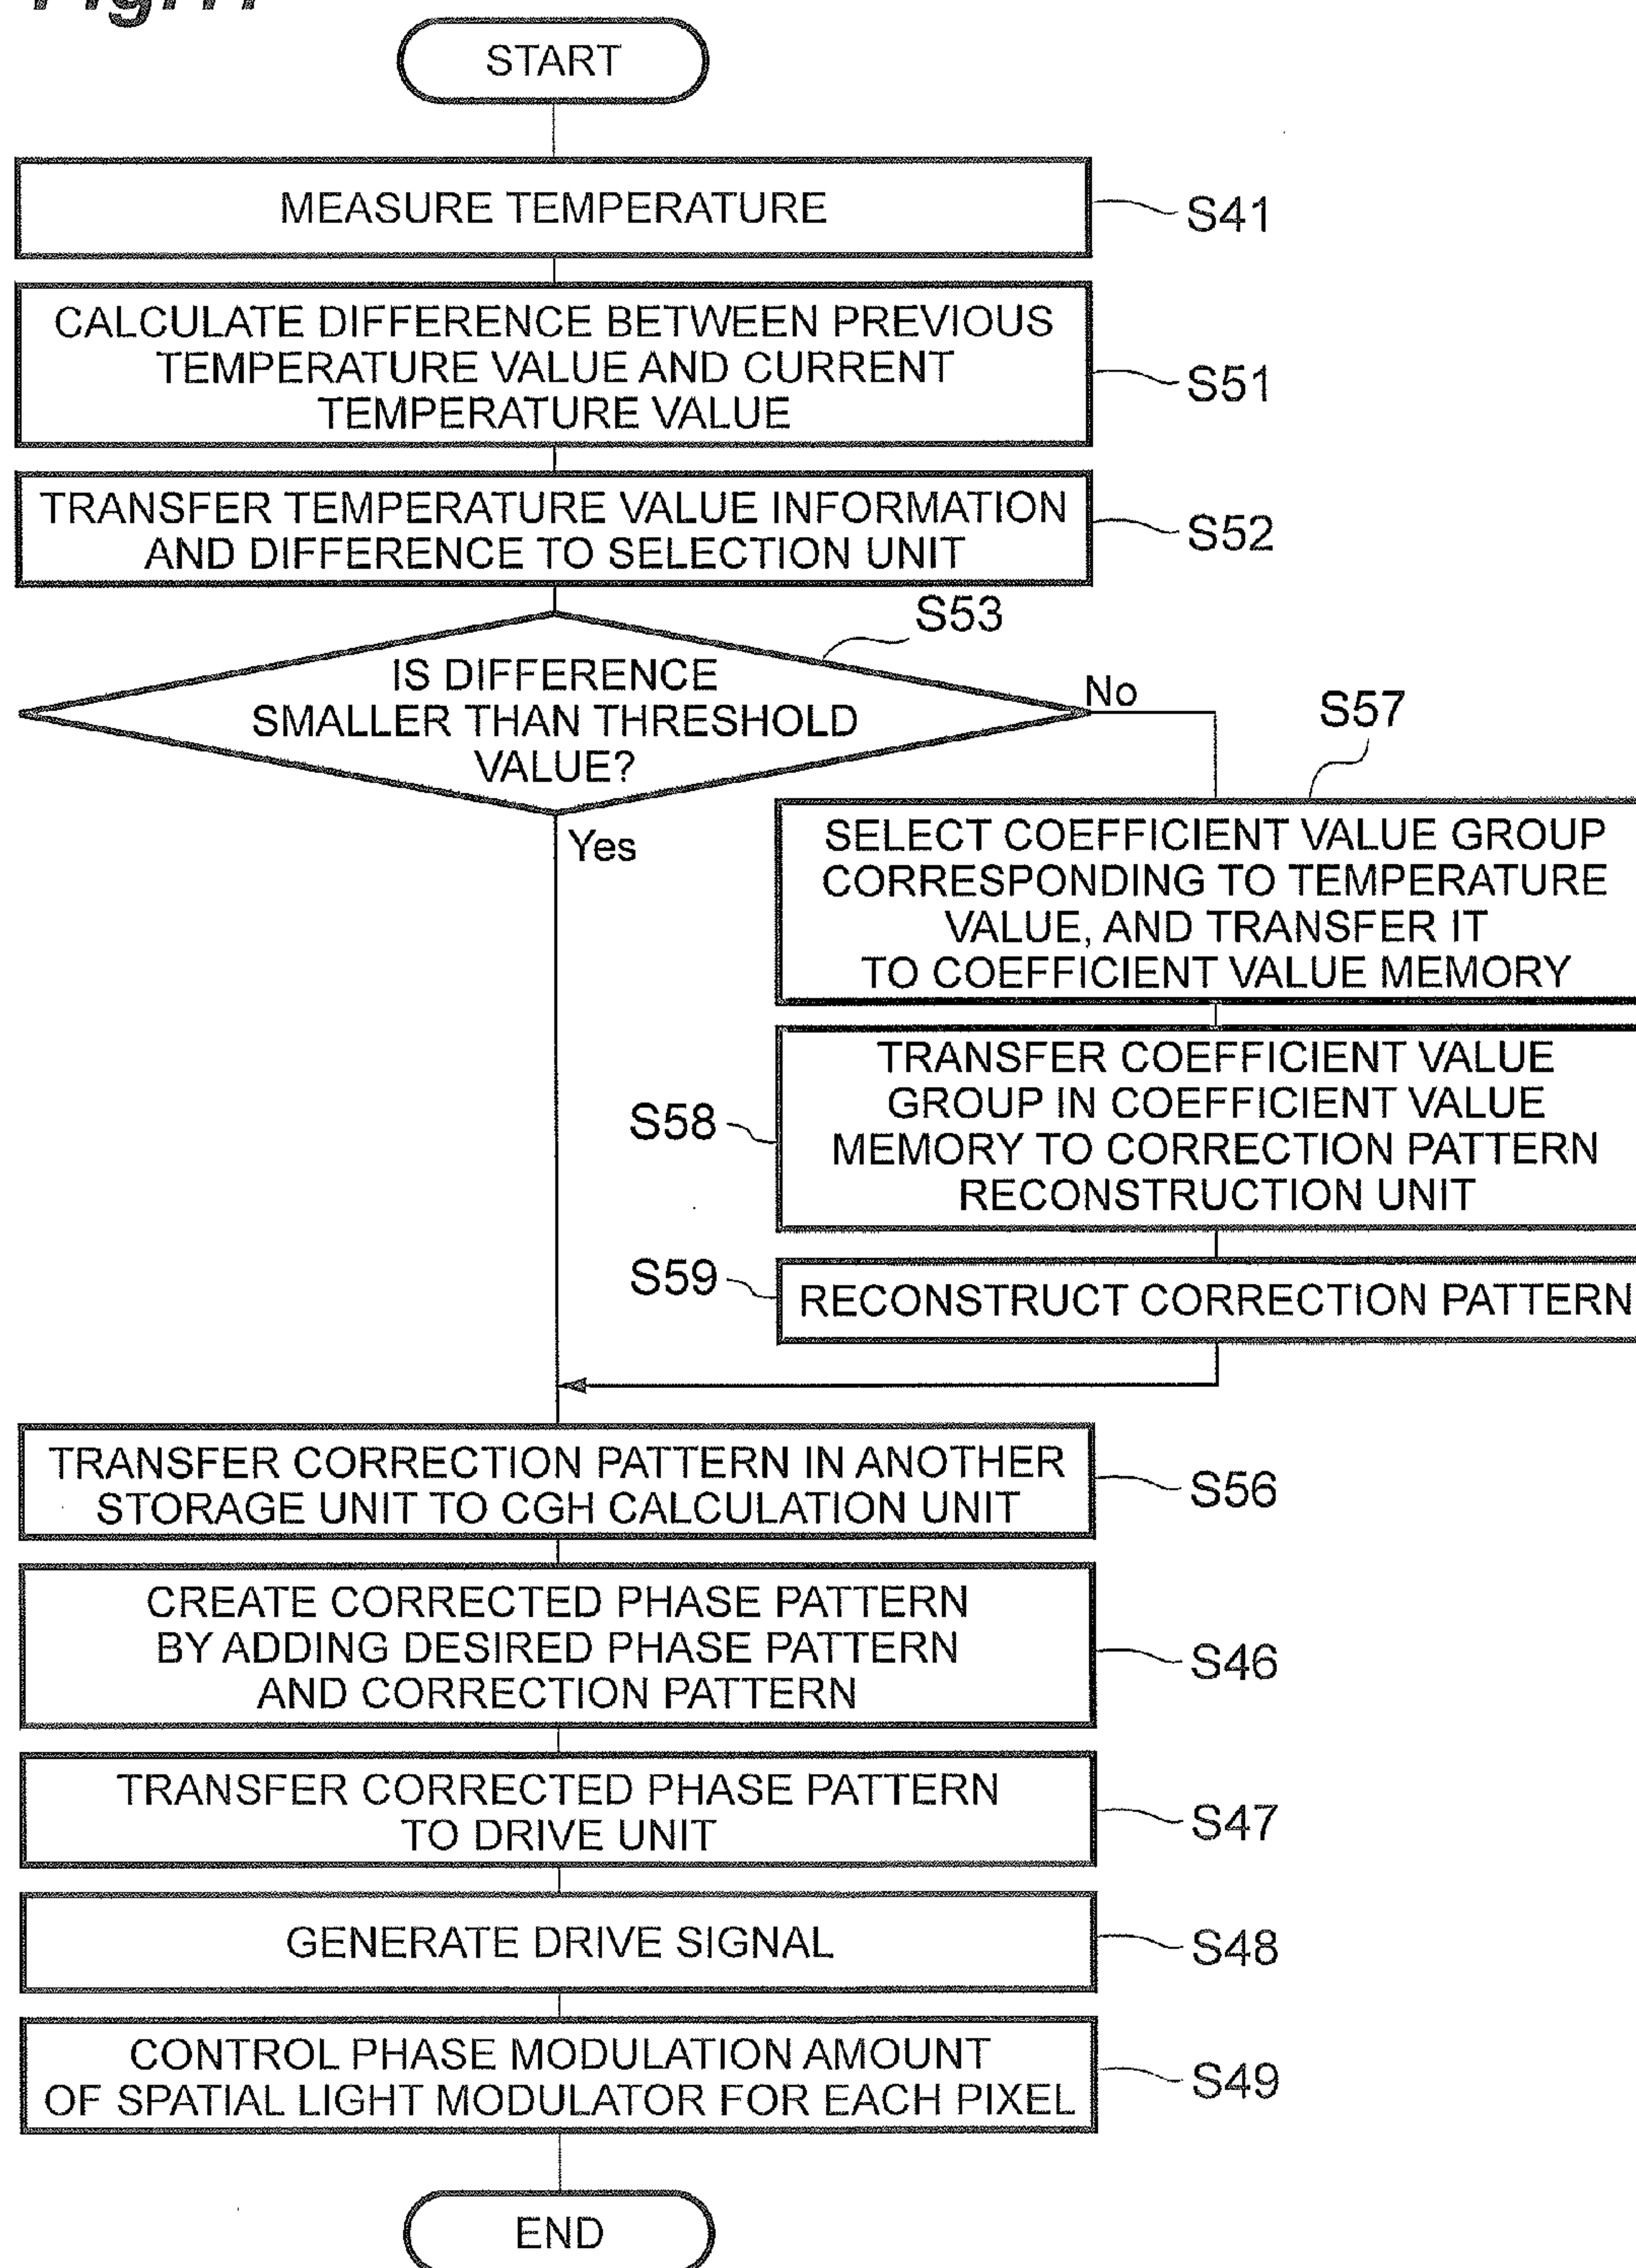 START
MEASURE TEMPERATURE
S41
CALCULATE DIFFERENCE BETWEEN PREVIOUS
TEMPERATURE VALUE AND CURRENT
TEMPERATURE VALUE
S51
TRANSFER TEMPERATURE VALUE INFORMATION
AND DIFFERENCE TO SELECTION UNIT
S52
S53
IS DIFFERENCE
SMALLER THAN THRESHOLD
VALUE?
No
Yes
S57
SELECT COEFFICIENT VALUE GROUP
CORRESPONDING TO TEMPERATURE
VALUE, AND TRANSFER IT
TO COEFFICIENT VALUE MEMORY
S58
TRANSFER COEFFICIENT VALUE
GROUP IN COEFFICIENT VALUE
MEMORY TO CORRECTION PATTERN
RECONSTRUCTION UNIT
S59
RECONSTRUCT CORRECTION PATTERN
TRANSFER CORRECTION PATTERN IN ANOTHER
STORAGE UNIT TO CGH CALCULATION UNIT
S56
CREATE CORRECTED PHASE PATTERN
BY ADDING DESIRED PHASE PATTERN
AND CORRECTION PATTERN
S46
TRANSFER CORRECTED PHASE PATTERN
TO DRIVE UNIT
S47
GENERATE DRIVE SIGNAL
S48
CONTROL PHASE MODULATION AMOUNT
OF SPATIAL LIGHT MODULATOR FOR EACH PIXEL
S49
END